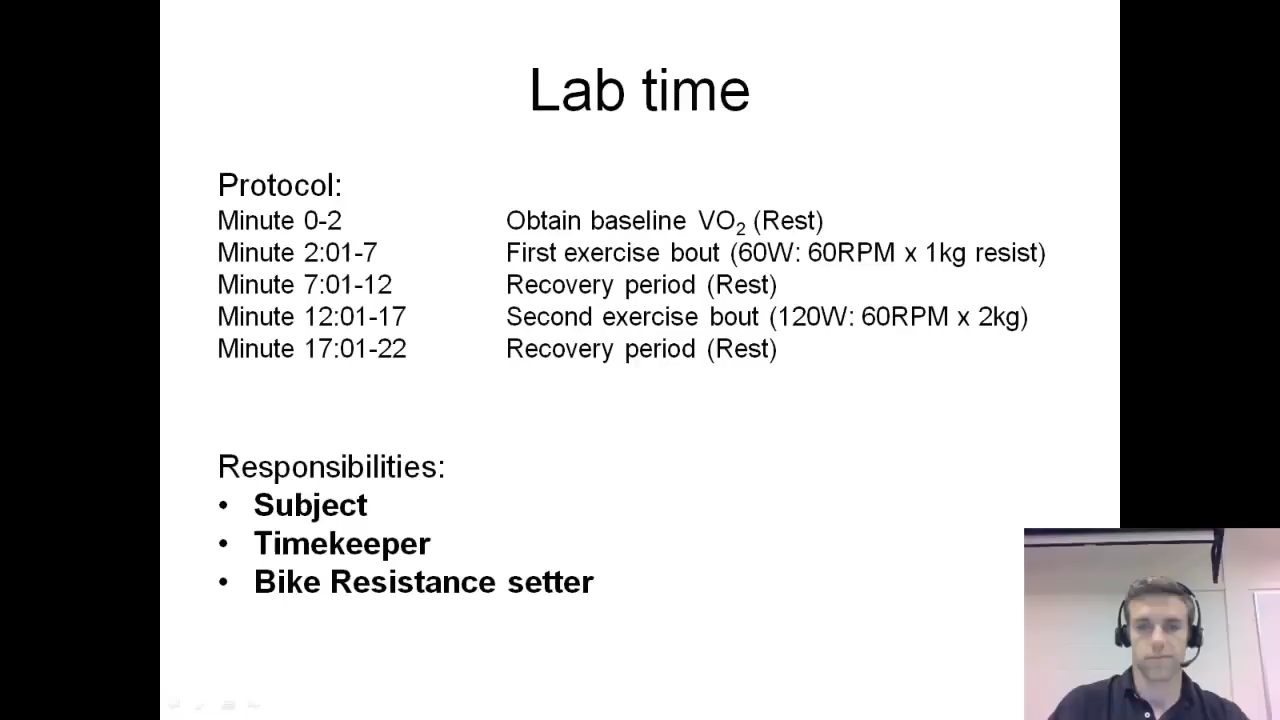 Lab time
Protocol:
Minute 0-2 Obtain baseline VO₂ (Rest)
Minute 2:01-7 First exercise bout (60W: 60RPM x 1kg resist)
Minute 7:01-12 Recovery period (Rest)
Minute 12:01-17 Second exercise bout (120W: 60RPM x 2kg)
Minute 17:01-22 Recovery period (Rest)
Responsibilities:
• Subject
• Timekeeper
• Bike Resistance setter